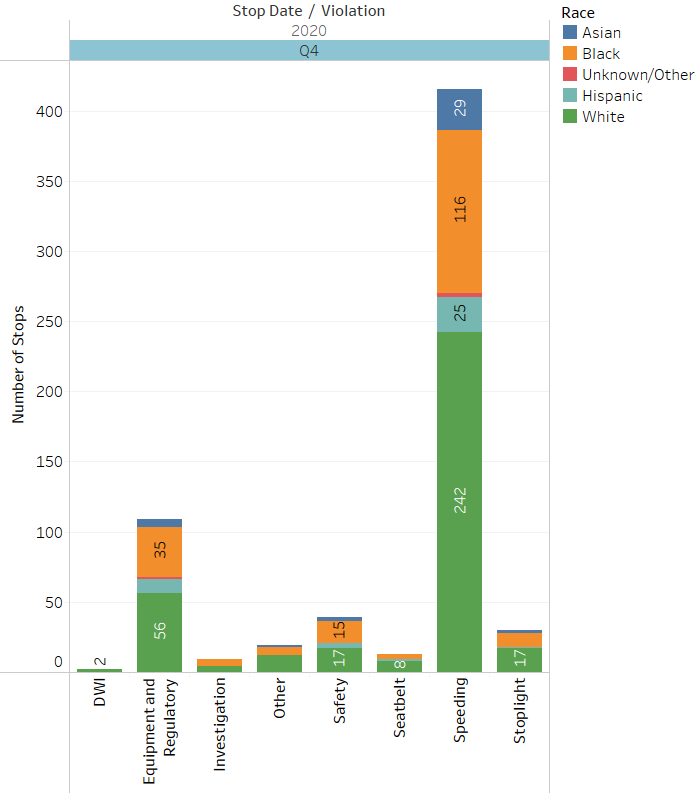 Stop Date / Violation
2020
Q4
Race
Asian
Black
Unknown/Other
Hispanic
White
Number of Stops
400
350
300
250
200
150
100
50
0
2
35
56
15
17
8
29
116
25
242
17
DWI
Equipment and
Regulatory
Investigation
Other
Safety
Seatbelt
Speeding
Stoplight